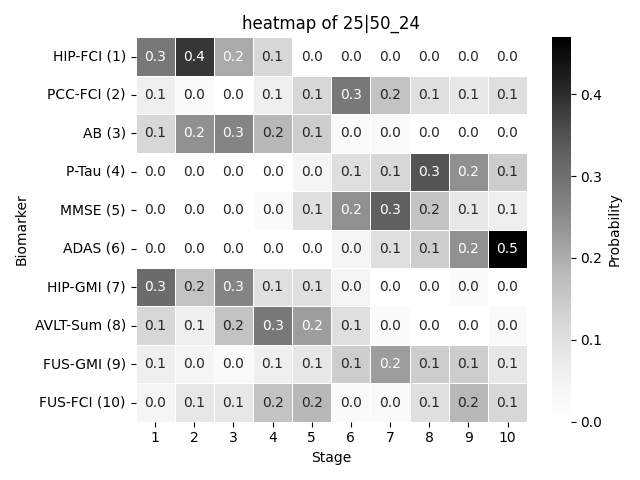 heatmap of 25|50_24
HIP-FCI (1) 0.3 0.4 0.2 0.1 0.0 0.0 0.0 0.0 0.0 0.0
PCC-FCI (2) 0.1 0.0 0.0 0.1 0.1 0.3 0.2 0.1 0.1 0.1
AB (3) 0.1 0.2 0.3 0.2 0.1 0.0 0.0 0.0 0.0 0.0
P-Tau (4) 0.0 0.0 0.0 0.0 0.0 0.1 0.1 0.3 0.2 0.1
MMSE (5) 0.0 0.0 0.0 0.0 0.1 0.2 0.3 0.2 0.1 0.1
ADAS (6) 0.0 0.0 0.0 0.0 0.0 0.0 0.1 0.1 0.2 0.5
HIP-GMI (7) 0.3 0.2 0.3 0.1 0.1 0.0 0.0 0.0 0.0 0.0
AVLT-Sum (8) 0.1 0.1 0.2 0.3 0.2 0.1 0.0 0.0 0.0 0.0
FUS-GMI (9) 0.1 0.0 0.0 0.1 0.1 0.1 0.2 0.1 0.1 0.1
FUS-FCI (10) 0.0 0.1 0.1 0.2 0.2 0.0 0.0 0.1 0.2 0.1
1 2 3 4 5 6 7 8 9 10
Stage
Biomarker
0.4
0.3
0.2
0.1
0.0
Probability